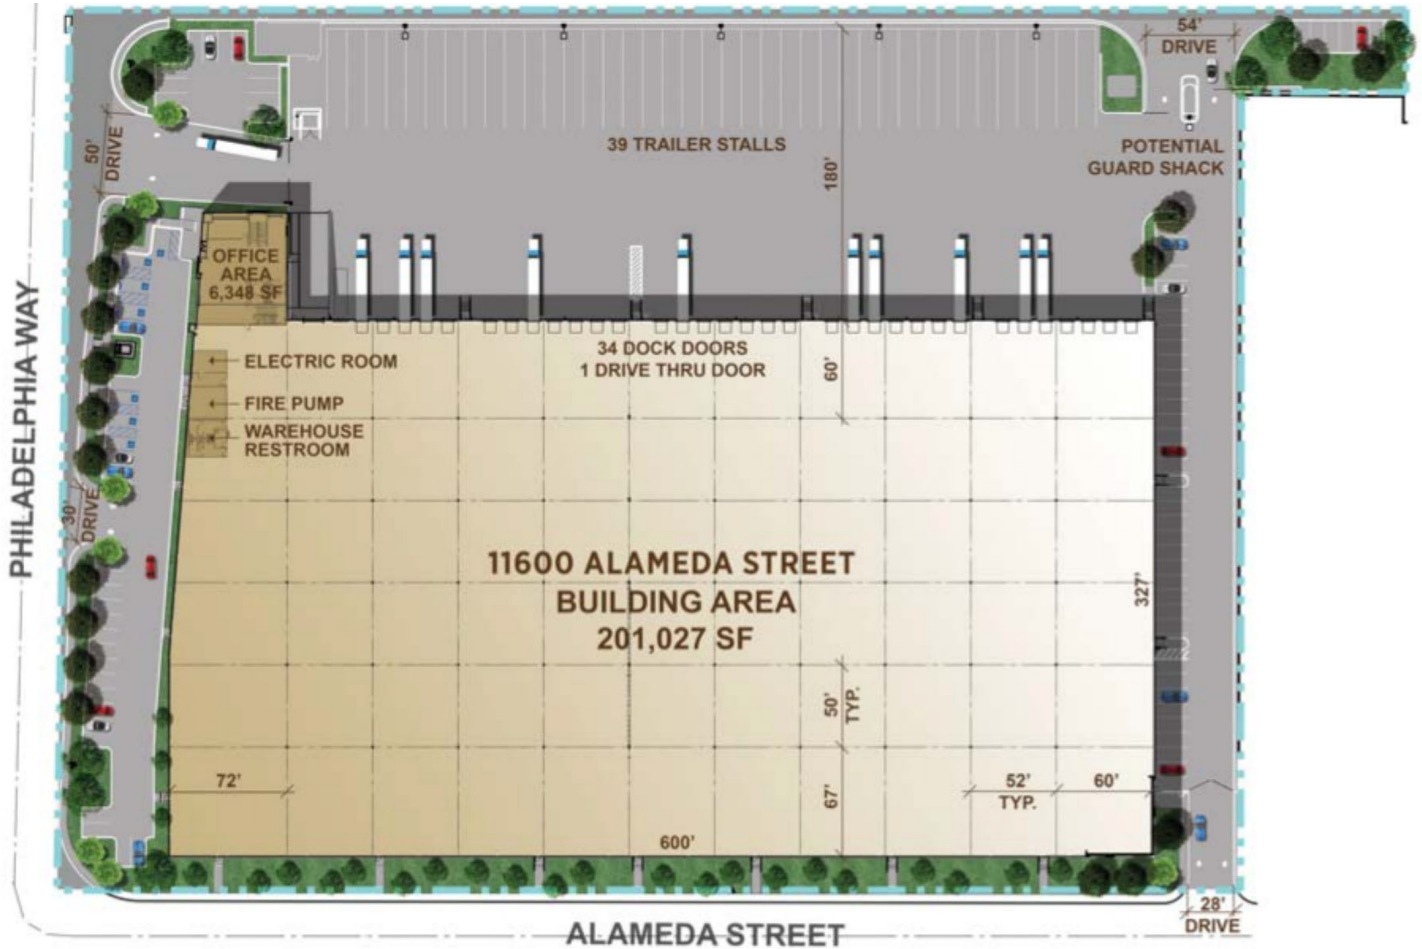 54'
DRIVE
39 TRAILER STALLS
POTENTIAL
GUARD SHACK
50'
DRIVE
180'
OFFICE
AREA
6,348 SF
34 DOCK DOORS
1 DRIVE THRU DOOR
ELECTRIC ROOM
60'
FIRE PUMP
WAREHOUSE
RESTROOM
PHILADELPHIA WAY
30'
DRIVE
11600 ALAMEDA STREET
BUILDING AREA
201,027 SF
327'
50'
TYP.
72'
67'
52'
TYP.
60'
600'
28'
DRIVE
ALAMEDA STREET